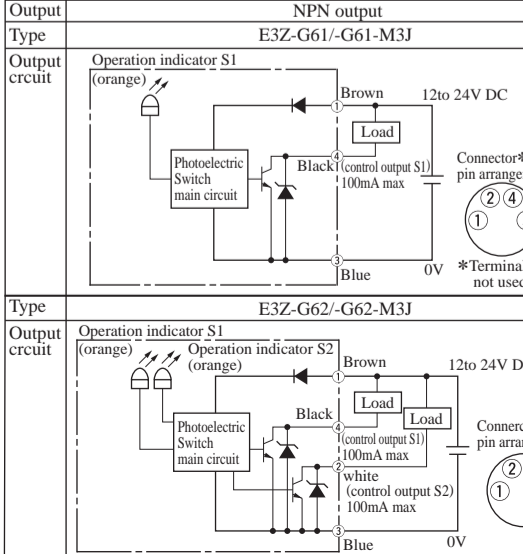 Output
NPN output
Type
E3Z-G61/-G61-M3J
Output
crcuit
Operation indicator S1
(orange)
Brown
12to 24V DC
①
Load
④
Black
(control output S1)
100mA max
Photoelectric
Switch
main circuit
Connector*
pin arrange
② ④
①
③
Blue
0V
*Terminal
not used
Type
E3Z-G62/-G62-M3J
Output
crcuit
Operation indicator S1
(orange)
Operation indicator S2
(orange)
Brown
12to 24V D
①
Load
Load
Black
④
(control output S1)
100mA max
Photoelectric
Switch
main circuit
②
white
(control output S2)
100mA max
Connerc
pin arran
②
①
③
Blue
0V